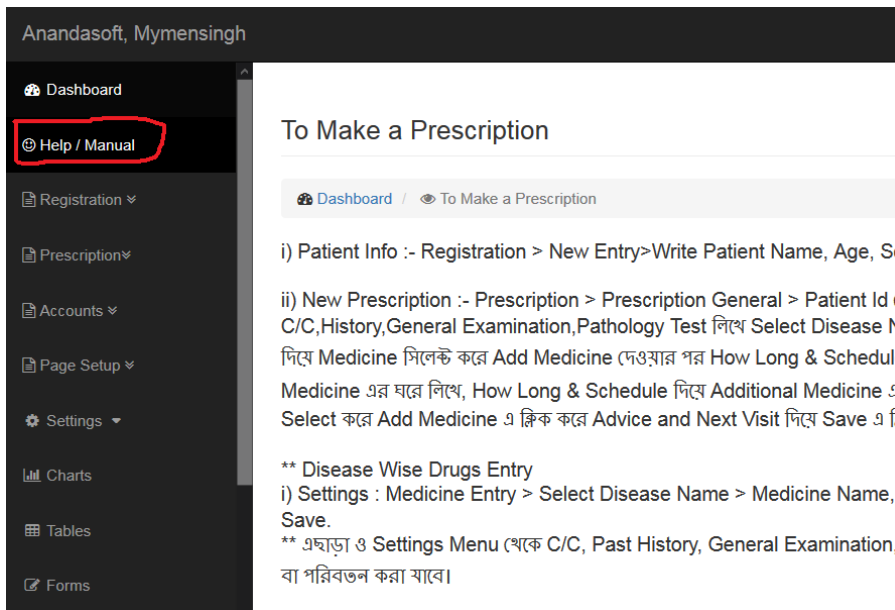 Anandasoft, Mymensingh
Dashboard
Help / Manual
Registration
Prescription
Accounts
Page Setup
Settings
Charts
Tables
Forms
To Make a Prescription
Dashboard / To Make a Prescription
i) Patient Info :- Registration > New Entry>Write Patient Name, Age,
ii) New Prescription :- Prescription > Prescription General > Patient Id
C/C,History,General Examination,Pathology Test লিখে Select Disease
দিয়ে Medicine সিলেক্ট করে Add Medicine দেওয়ার পর How Long &
Medicine এর ঘরে লিখে, How Long & Schedule দিয়ে Additional Medicine
Select করে Add Medicine এ ক্লিক করে Advice and Next Visit দিয়ে Save এ
** Disease Wise Drugs Entry
i) Settings : Medicine Entry > Select Disease Name > Medicine Name,
Save.
** এছাড়া ও Settings Menu থেকে C/C, Past History, General Examination,
বা পরিবতন করা যাবে।